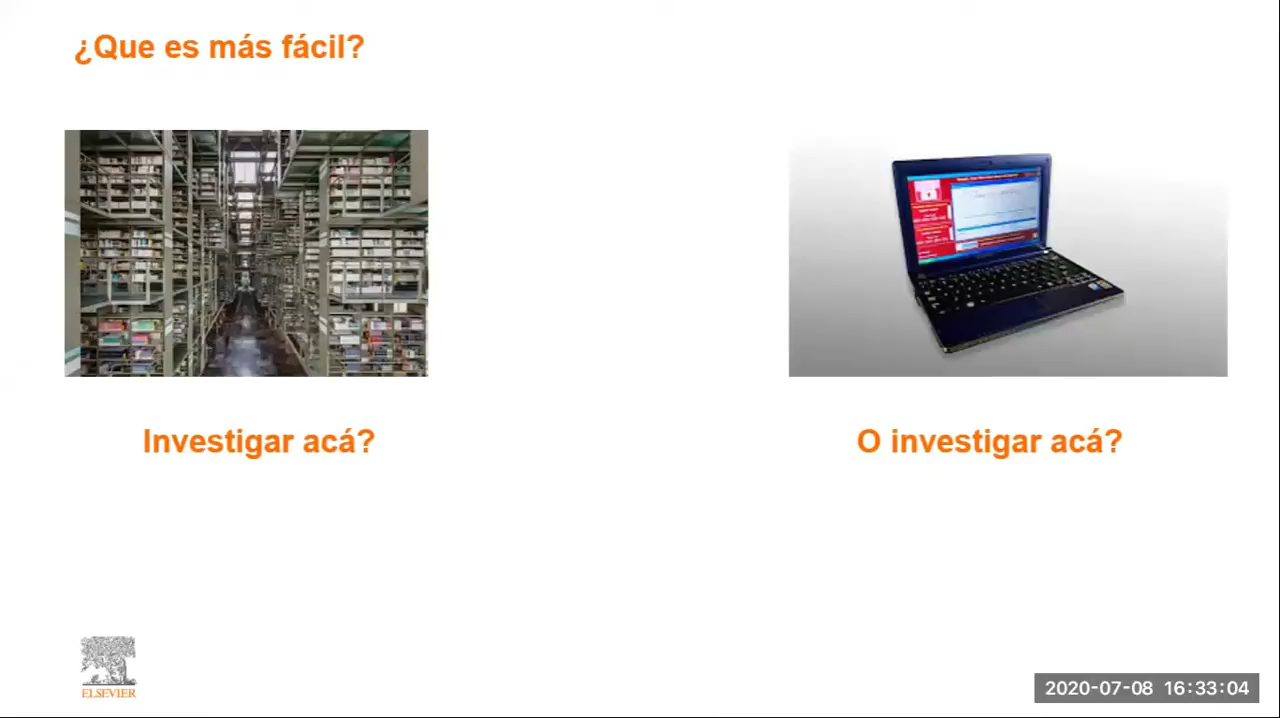 ¿Que es más fácil?
Investigar acá?
O investigar acá?
ELSEVIER
2020-07-08 16:33:04